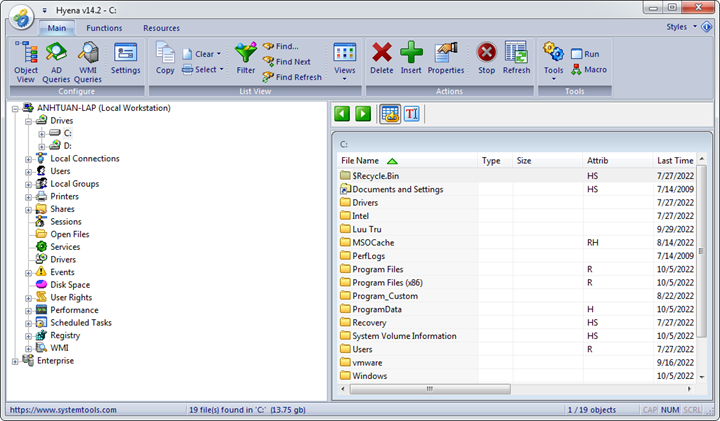 Hyena v14.2 - C:
Main Functions Resources Styles
Object View
AD Queries
WMI Queries
Settings
Configure
Copy
Clear
Select
Filter
Find...
Find Next
Find Refresh
Views
List View
Delete
Insert
Properties
Stop
Refresh
Actions
Tools
Run
Macro
Tools
ANHTUAN-LAP (Local Workstation)
Drives
C:
D:
Local Connections
Users
Local Groups
Printers
Shares
Sessions
Open Files
Services
Drivers
Events
Disk Space
User Rights
Performance
Scheduled Tasks
Registry
WMI
Enterprise
C:
File Name Type Size Attrib Last Time
$Recycle.Bin HS 7/27/2022
Documents and Settings HS 7/14/2009
Drivers 7/27/2022
Intel 7/27/2022
Luu Tru 9/29/2022
MSOCache RH 8/14/2022
PerfLogs 7/14/2009
Program Files R 10/5/2022
Program Files (x86) R 10/5/2022
Program_Custom 8/22/2022
ProgramData H 10/5/2022
Recovery HS 7/27/2022
System Volume Information HS 10/5/2022
Users R 7/27/2022
vmware 9/16/2022
Windows 10/5/2022
https://www.systemtools.com 19 file(s) found in 'C:' (13.75 gb) 1 / 19 objects CAP NUM SCRL